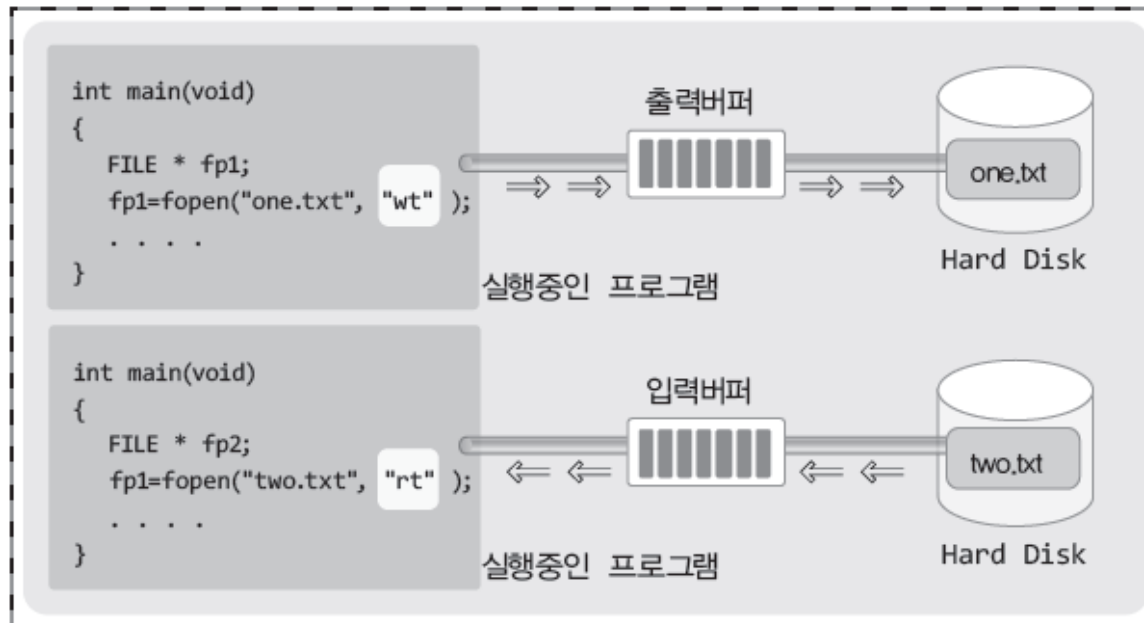 int main(void)
{
FILE * fp1;
fp1=fopen("one.txt", "wt" );
. . . .
}
실행중인 프로그램
출력버퍼
one.txt
Hard Disk
int main(void)
{
FILE * fp2;
fp1=fopen("two.txt", "rt" );
. . . .
}
실행중인 프로그램
입력버퍼
two.txt
Hard Disk